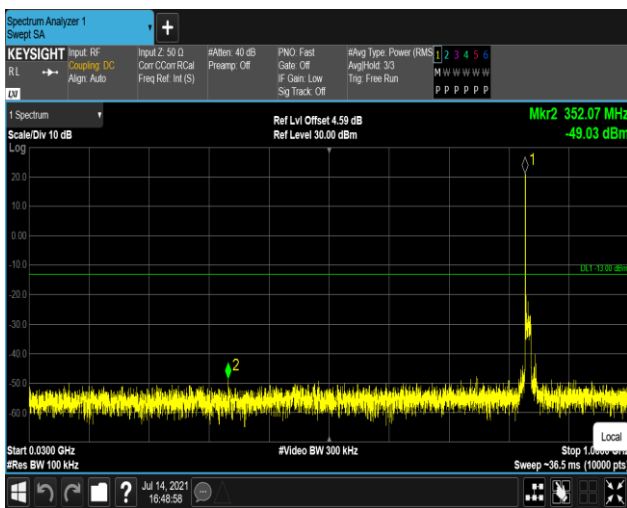 Spectrum Analyzer 1
Swept SA
+
KEYSIGHT Input: RF Input Z: 50 Ω #Atten: 40 dB PNO: Fast #Avg Type: Power (RMS 1 2 3 4 5 6
RL Coupling: DC Corr CCorr RCal Preamp: Off Gate: Off Avg|Hold: 3/3 M W W W W W
Align: Auto Freq Ref: Int (S) IF Gain: Low Trig: Free Run
LXI Sig Track: Off P P P P P P
1 Spectrum Ref Lvl Offset 4.59 dB Mkr2 352.07 MHz
Scale/Div 10 dB Ref Level 30.00 dBm -49.03 dBm
Log
1
20.0
10.0
0.00
-10.0
DL1 -13.00 dBm
-20.0
-30.0
-40.0
2
-50.0
-60.0
Local
Start 0.0300 GHz #Video BW 300 kHz Stop
#Res BW 100 kHz Sweep ~36.5 ms (10000 pts)
? Jul 14, 2021
16:48:58